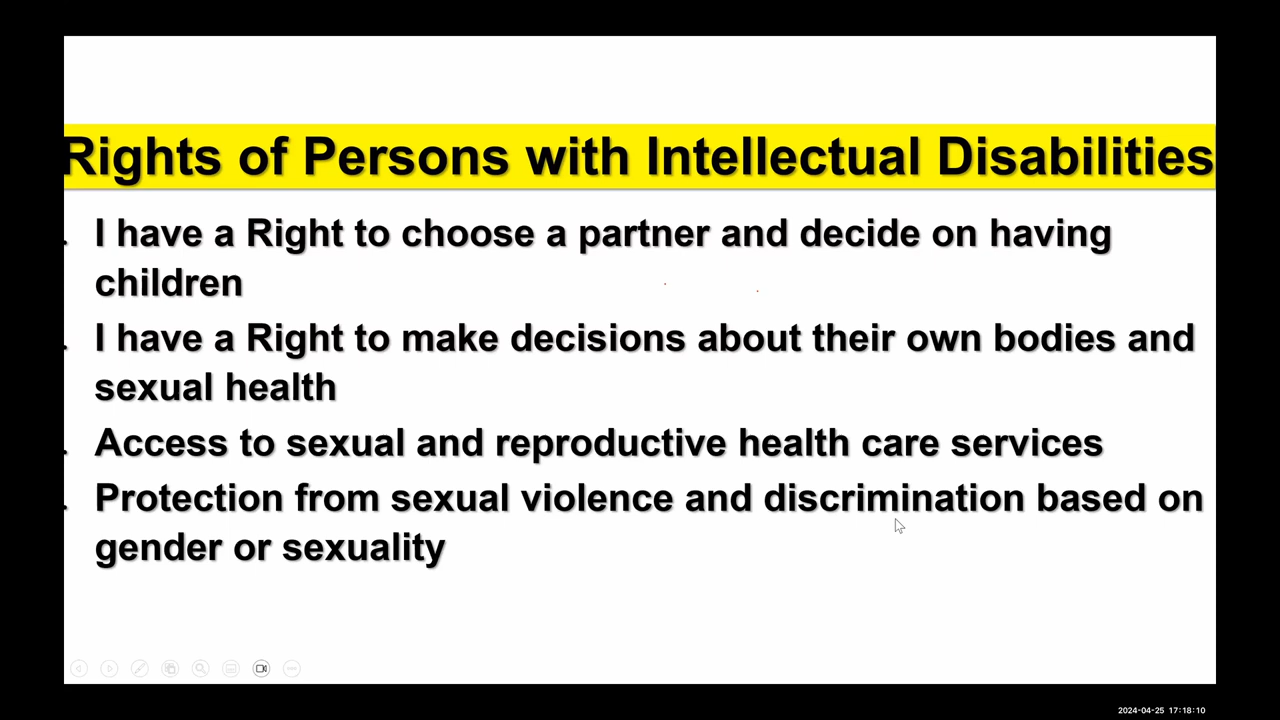 Rights of Persons with Intellectual Disabilities
I have a Right to choose a partner and decide on having
children
I have a Right to make decisions about their own bodies and
sexual health
Access to sexual and reproductive health care services
Protection from sexual violence and discrimination based on
gender or sexuality
2024-04-25 17:18:10